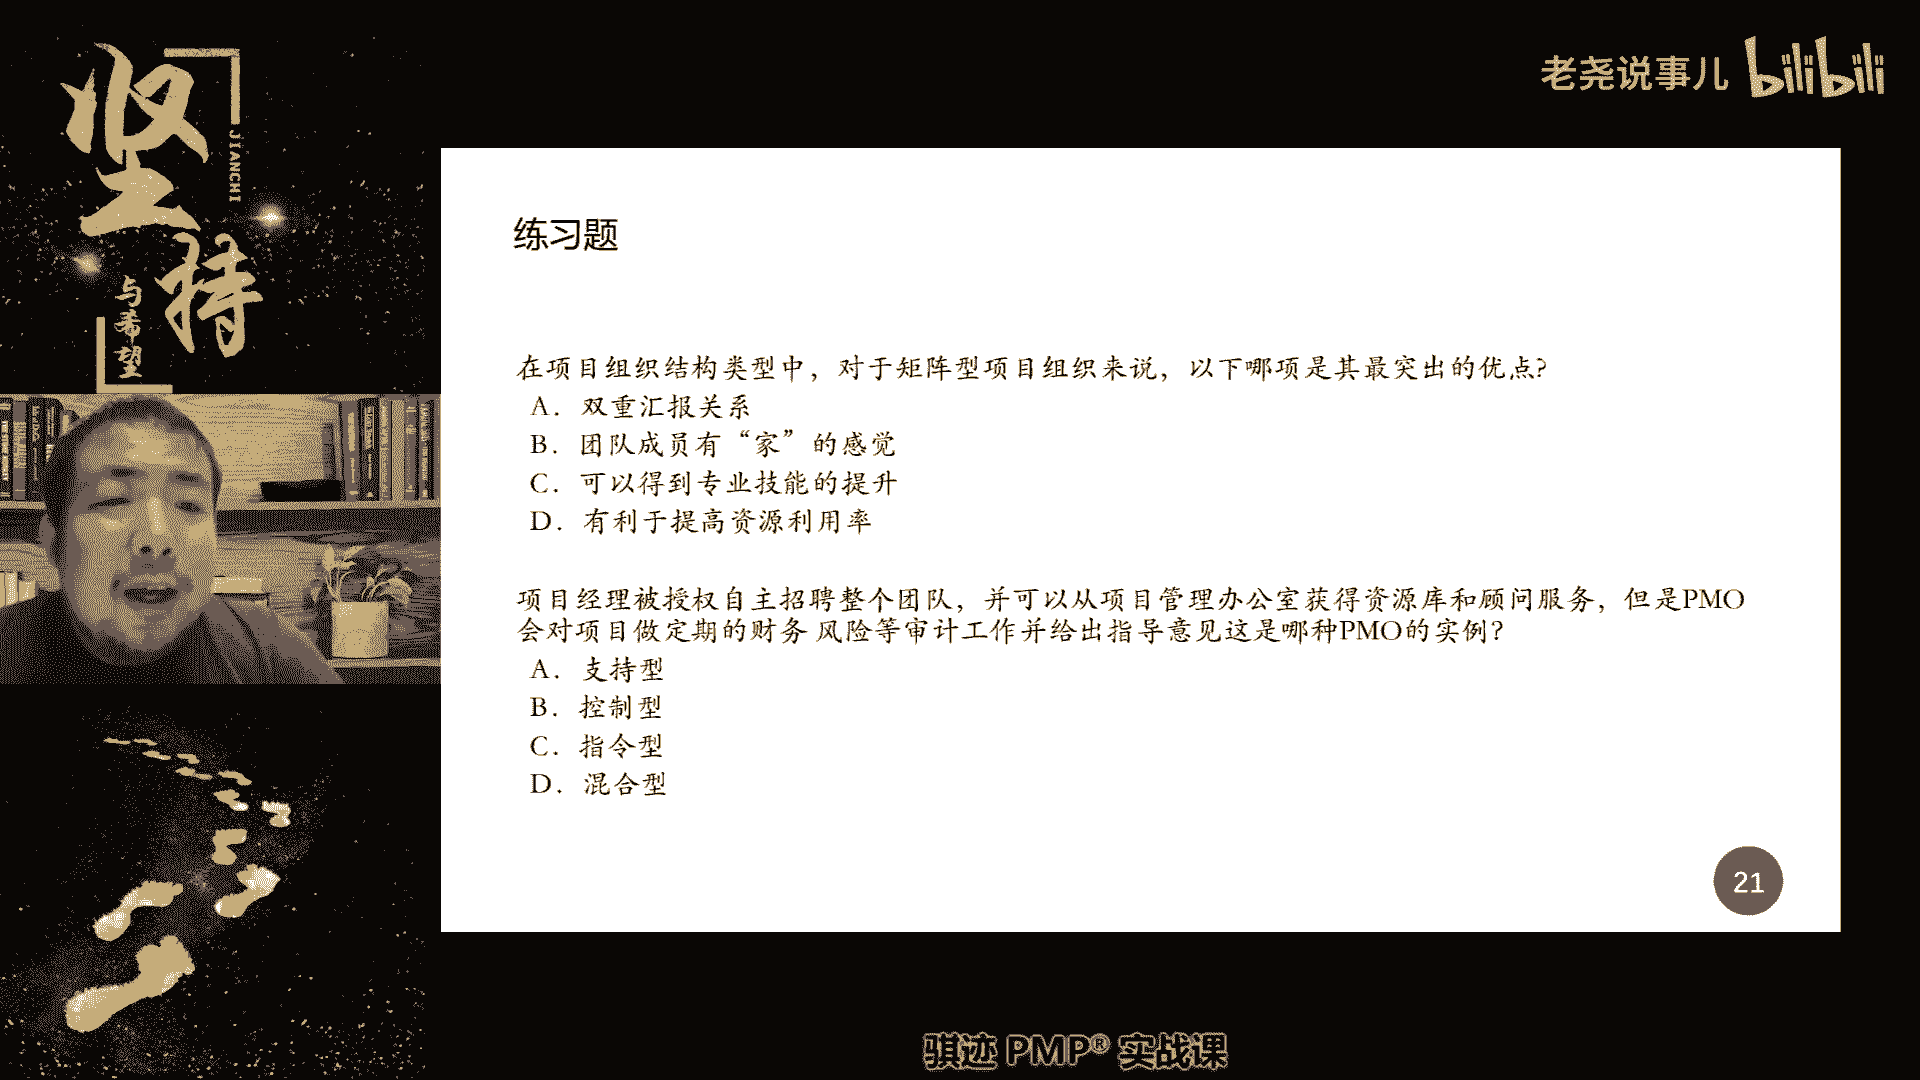 坚持
JIANCHI
与希望
老尧说事儿 bilibili
练习题
在项目组织结构类型中，对于矩阵型项目组织来说，以下哪项是其最突出的优点?
A. 双重汇报关系
B. 团队成员有“家”的感觉
C. 可以得到专业技能的提升
D. 有利于提高资源利用率
项目经理被授权自主招聘整个团队，并可以从项目管理办公室获得资源库和顾问服务，但是PMO
会对项目做定期的财务 风险等审计工作并给出指导意见这是哪种PMO的实例?
A. 支持型
B. 控制型
C. 指令型
D. 混合型
21
骐迹 PMP® 实战课